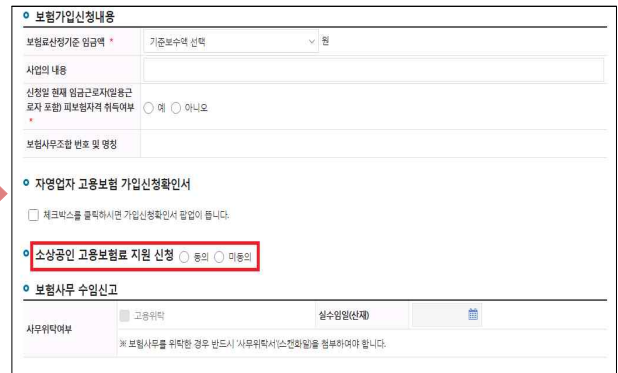 보험가입신청내용
보험료산정기준 임금액 * 기준보수액 선택 원
사업의 내용
신청일 현재 임금근로자(일용근
로자 포함) 피보험자격 취득여부 예 아니오
*
보험사무조합 번호 및 명칭
자영업자 고용보험 가입신청확인서
체크박스를 클릭하시면 가입신청확인서 팝업이 뜹니다.
소상공인 고용보험료 지원 신청 동의 미동의
보험사무 수임신고
사무위탁여부 고용위탁 실수임일(산재)
※ 보험사무를 위탁한 경우 반드시 '사무위탁서'(스캔화일)을 첨부하여야 합니다.